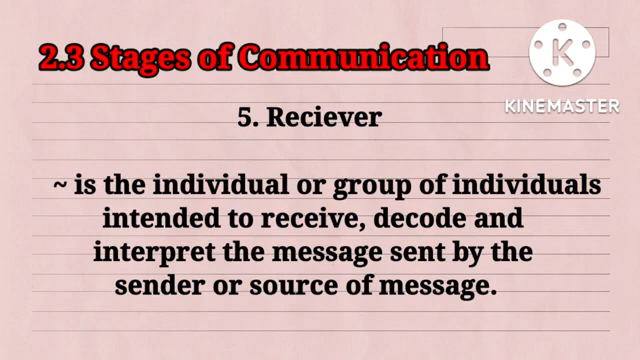 2.3 Stages of Communication
K
KINEMASTER
5. Reciever
~ is the individual or group of individuals
intended to receive, decode and
interpret the message sent by the
sender or source of message.